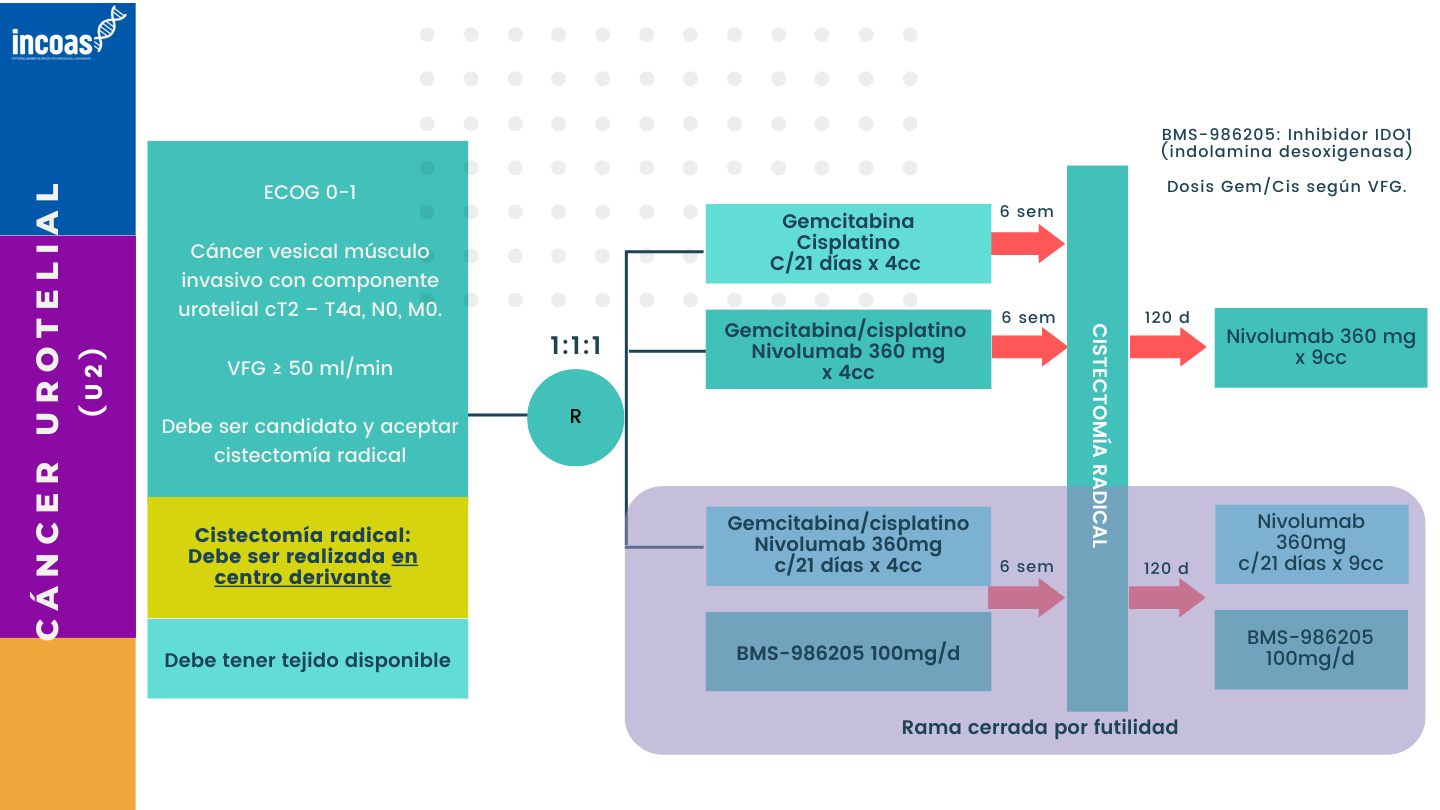 incoas
CÁNCER UROTELIAL
(U2)
ECOG 0-1
Cáncer vesical músculo
invasivo con componente
urotelial cT2 – T4a, N0, M0.
VFG ≥ 50 ml/min
Debe ser candidato y aceptar
cistectomía radical
Cistectomía radical:
Debe ser realizada en
centro derivante
Debe tener tejido disponible
1:1:1
R
Gemcitabina
Cisplatino
C/21 días x 4cc
6 sem
Gemcitabina/cisplatino
Nivolumab 360 mg
x 4cc
6 sem
Gemcitabina/cisplatino
Nivolumab 360mg
c/21 días x 4cc
BMS-986205 100mg/d
6 sem
CISTECTOMÍA RADICAL
120 d
Nivolumab 360 mg
x 9cc
120 d
Nivolumab
360mg
c/21 días x 9cc
BMS-986205
100mg/d
Rama cerrada por futilidad
BMS-986205: Inhibidor IDO1
(indolamina desoxigenasa)
Dosis Gem/Cis según VFG.